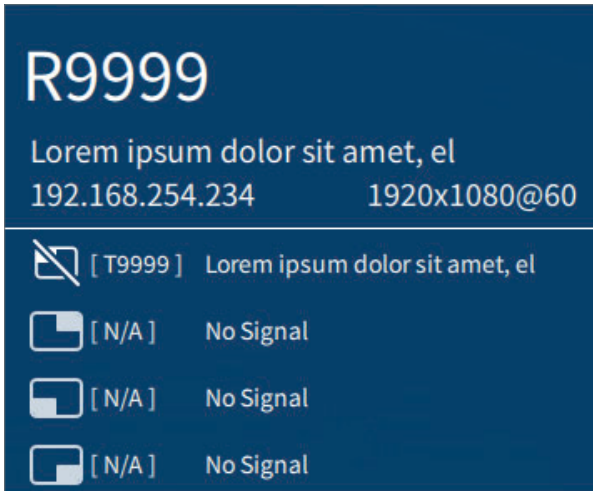 R9999
Lorem ipsum dolor sit amet, el
192.168.254.234 1920x1080@60
[ T9999 ] Lorem ipsum dolor sit amet, el
[ N/A ] No Signal
[ N/A ] No Signal
[ N/A ] No Signal